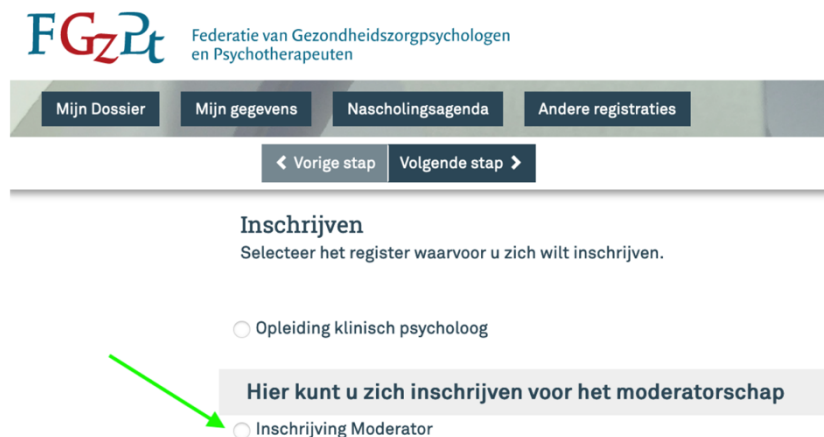 FGzPt
Federatie van Gezondheidszorgpsychologen
en Psychotherapeuten
Mijn Dossier Mijn gegevens Nascholingsagenda Andere registraties
Vorige stap Volgende stap
Inschrijven
Selecteer het register waarvoor u zich wilt inschrijven.
Opleiding klinisch psycholoog
Hier kunt u zich inschrijven voor het moderatorschap
Inschrijving Moderator